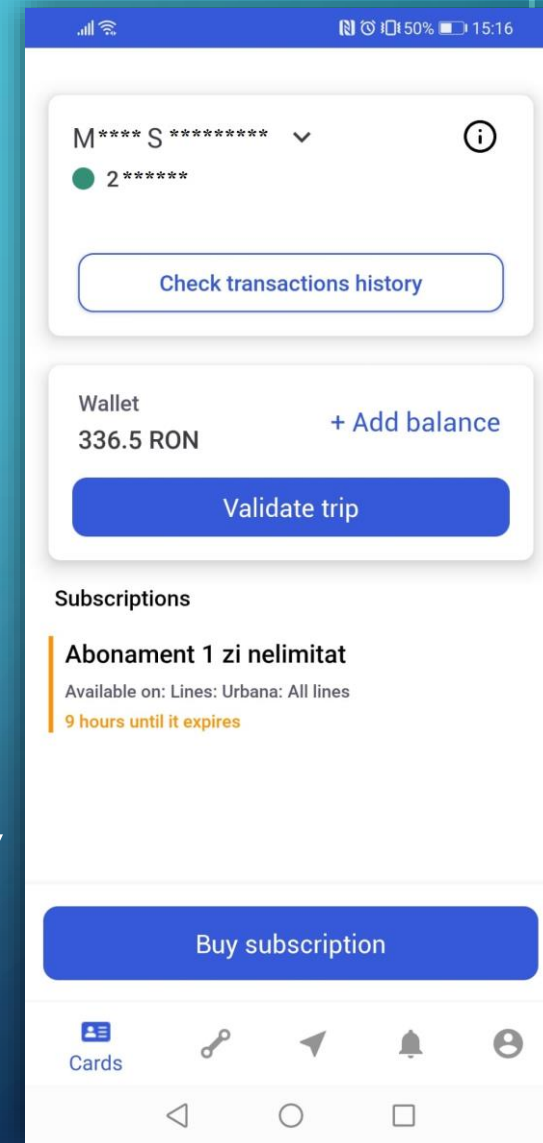 50% 15:16
M**** S *********
2******
Check transactions history
Wallet
336.5 RON
+ Add balance
Validate trip
Subscriptions
Abonament 1 zi nelimitat
Available on: Lines: Urbana: All lines
9 hours until it expires
Buy subscription
Cards